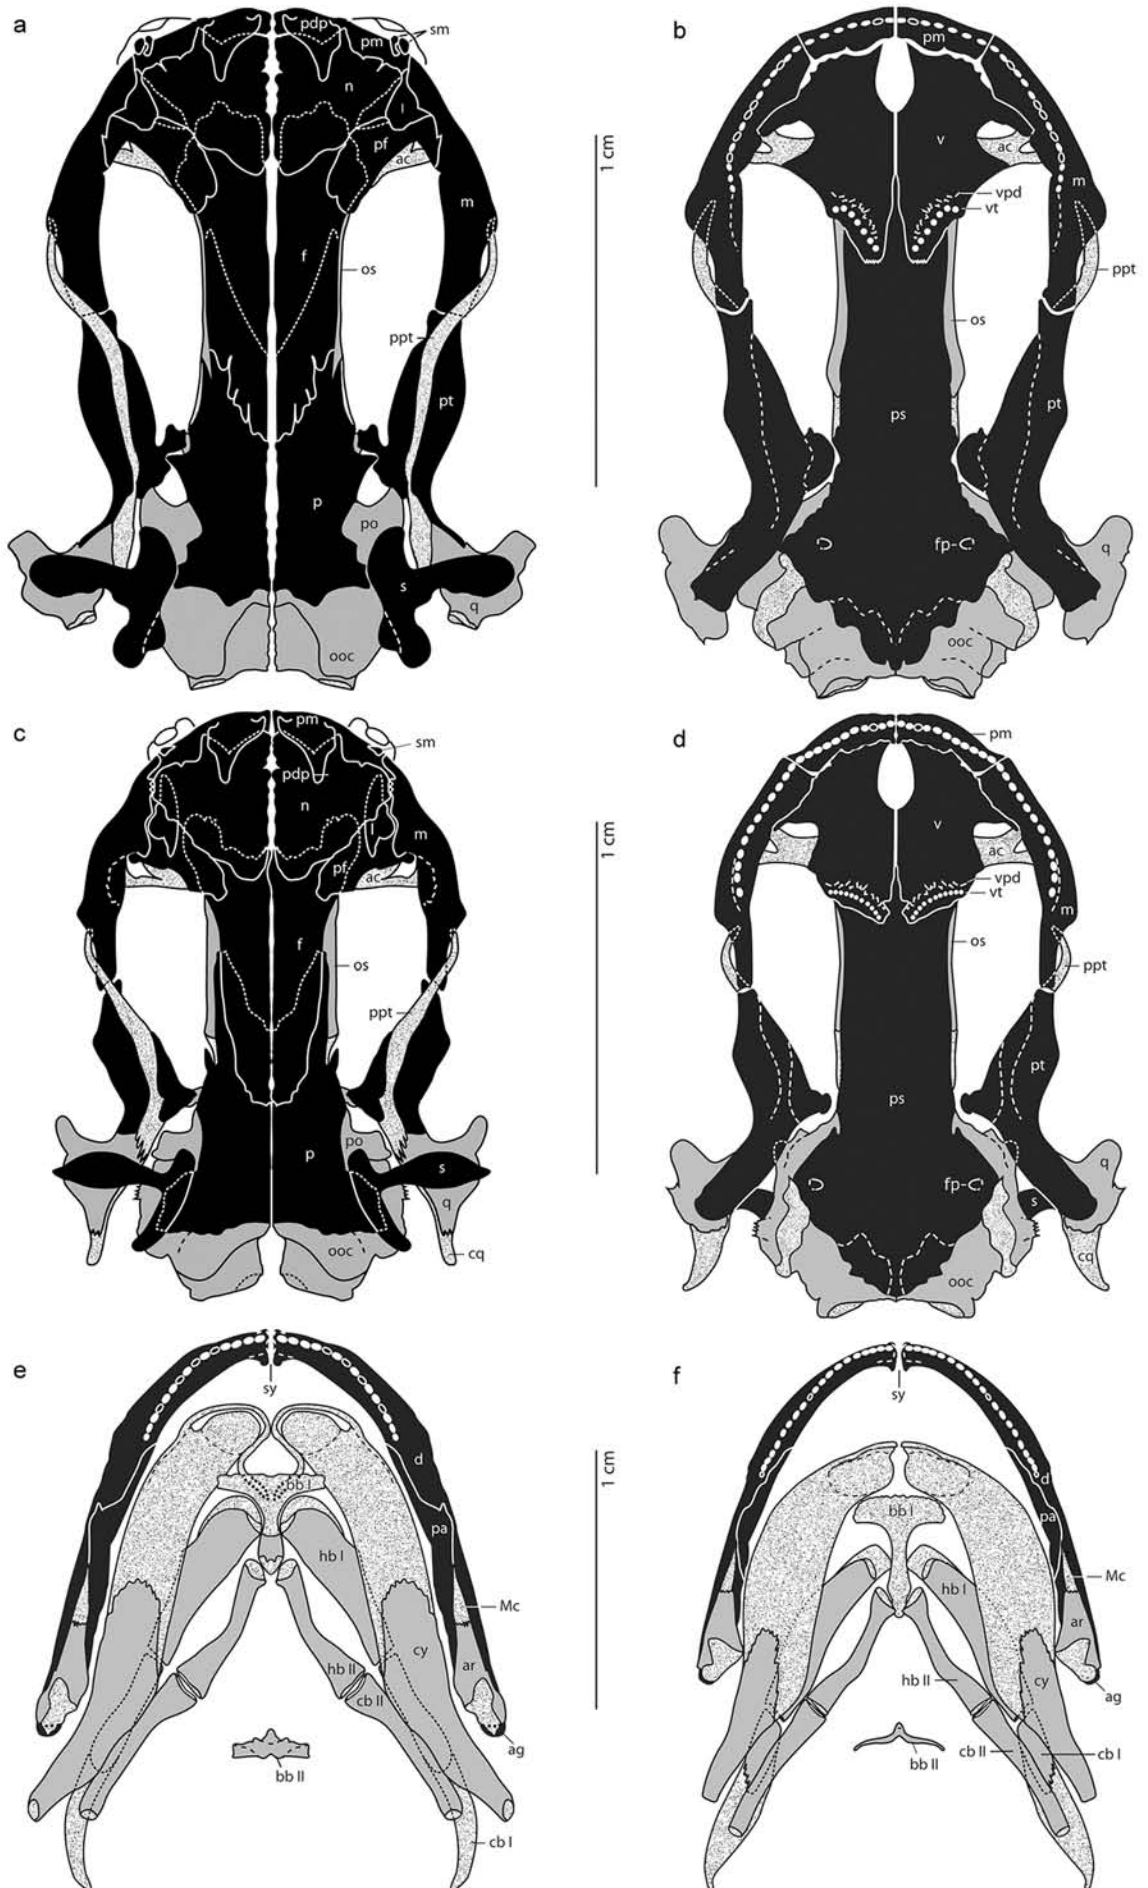 a
pdp
pm
sm
n
l
pf
ac
m
f
os
ppt
pt
p
po
s
q
ooc
1 cm
b
pm
v
ac
vpd
m
vt
ppt
os
ps
pt
fp
q
ooc
c
pm
sm
pdp
n
l
m
pf
ac
f
os
ppt
po
p
s
q
ooc
cq
1 cm
d
pm
v
ac
vpd
vt
m
os
ppt
pt
ps
q
fp
s
cq
ooc
e
sy
d
bb I
pa
hb I
Mc
cy
ar
hb II
cb II
ag
bb II
cb I
1 cm
f
sy
d
bb I
pa
Mc
hb I
ar
cy
hb II
ag
cb II
cb I
bb II